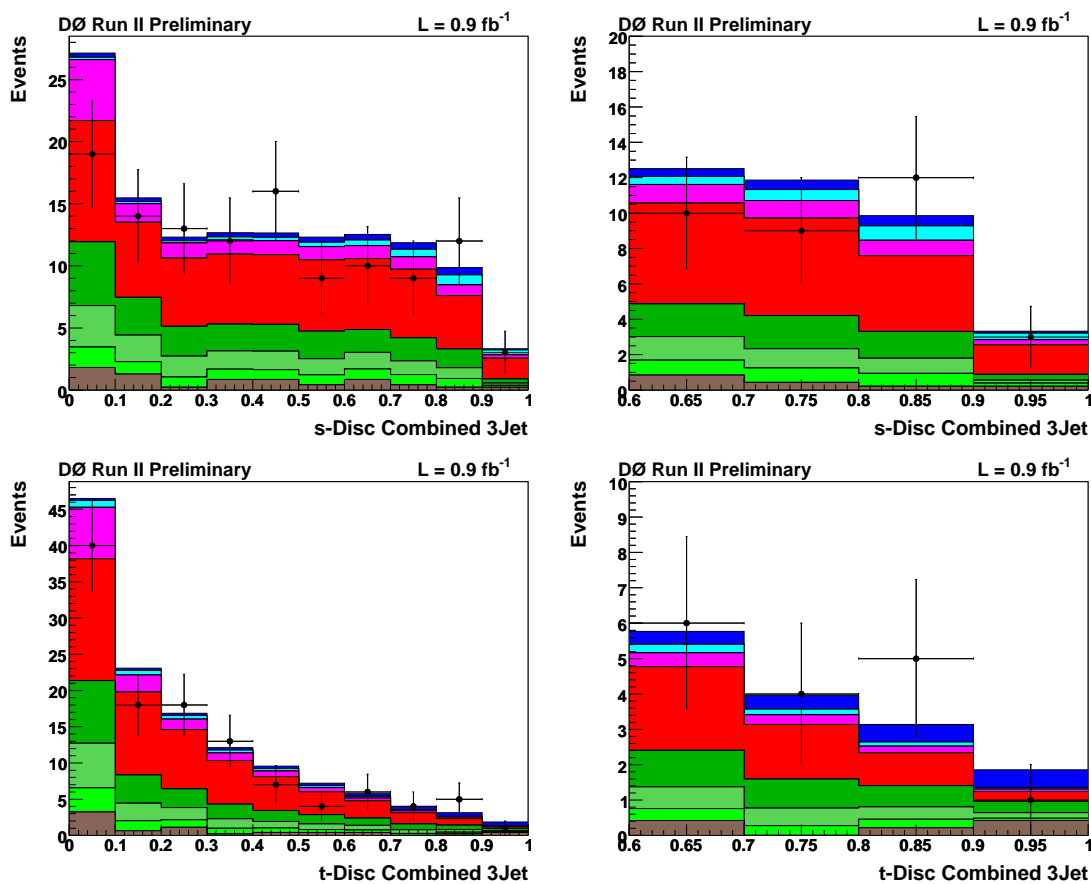 DØ Run II Preliminary L = 0.9 fb⁻¹
Events
25
20
15
10
5
0
0 0.1 0.2 0.3 0.4 0.5 0.6 0.7 0.8 0.9 1
s-Disc Combined 3Jet
DØ Run II Preliminary L = 0.9 fb⁻¹
Events
20
18
16
14
12
10
8
6
4
2
0
0.6 0.65 0.7 0.75 0.8 0.85 0.9 0.95 1
s-Disc Combined 3Jet
DØ Run II Preliminary L = 0.9 fb⁻¹
Events
45
40
35
30
25
20
15
10
5
0
0 0.1 0.2 0.3 0.4 0.5 0.6 0.7 0.8 0.9 1
t-Disc Combined 3Jet
DØ Run II Preliminary L = 0.9 fb⁻¹
Events
10
9
8
7
6
5
4
3
2
1
0
0.6 0.65 0.7 0.75 0.8 0.85 0.9 0.95 1
t-Disc Combined 3Jet